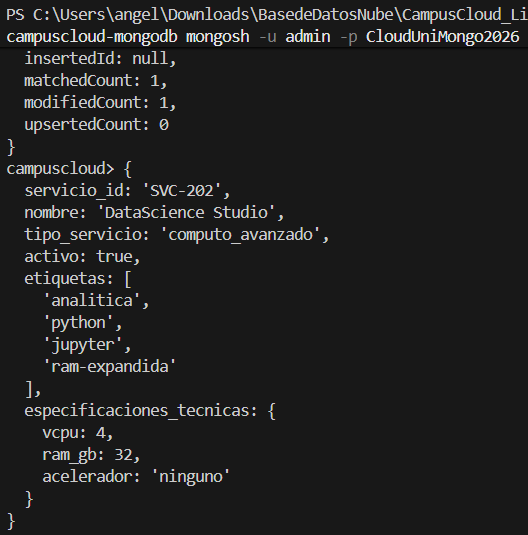 PS C:\Users\angel\Downloads\BasedeDatosNube\CampusCloud_Li
campuscloud-mongodb mongosh -u admin -p CloudUniMongo2026
  insertedId: null,
  matchedCount: 1,
  modifiedCount: 1,
  upsertedCount: 0
}
campuscloud> {
  servicio_id: 'SVC-202',
  nombre: 'DataScience Studio',
  tipo_servicio: 'computo_avanzado',
  activo: true,
  etiquetas: [
    'analitica',
    'python',
    'jupyter',
    'ram-expandida'
  ],
  especificaciones_tecnicas: {
    vcpu: 4,
    ram_gb: 32,
    acelerador: 'ninguno'
  }
}